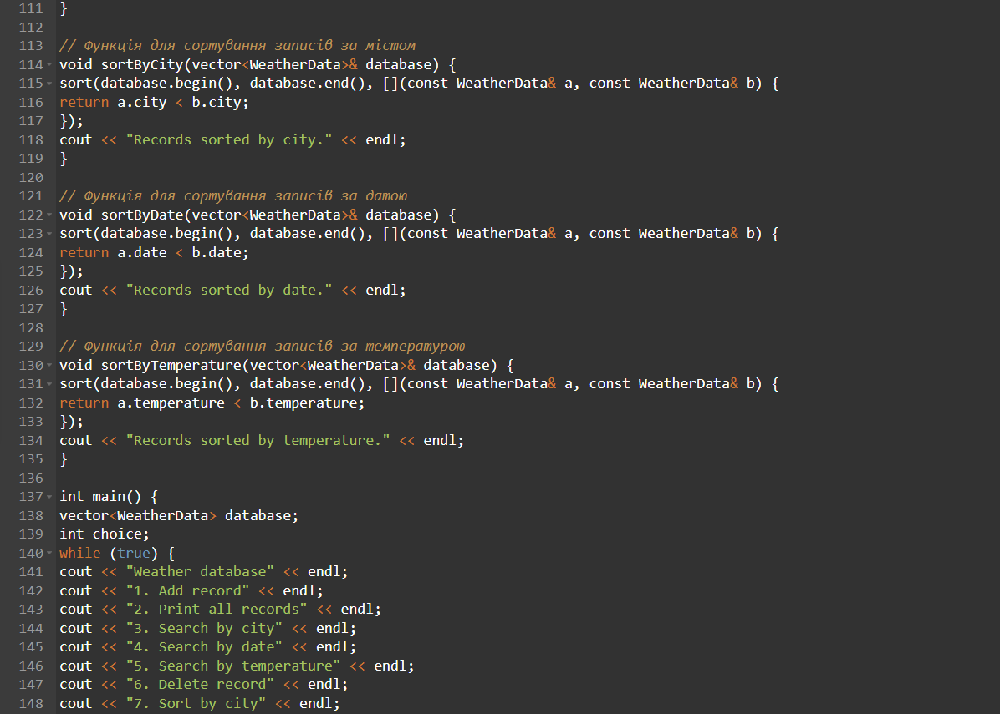 111 }
112
113 // Функція для сортування записів за містом
114 void sortByCity(vector<WeatherData>& database) {
115 sort(database.begin(), database.end(), [](const WeatherData& a, const WeatherData& b) {
116 return a.city < b.city;
117 });
118 cout << "Records sorted by city." << endl;
119 }
120
121 // Функція для сортування записів за датою
122 void sortByDate(vector<WeatherData>& database) {
123 sort(database.begin(), database.end(), [](const WeatherData& a, const WeatherData& b) {
124 return a.date < b.date;
125 });
126 cout << "Records sorted by date." << endl;
127 }
128
129 // Функція для сортування записів за температурою
130 void sortByTemperature(vector<WeatherData>& database) {
131 sort(database.begin(), database.end(), [](const WeatherData& a, const WeatherData& b) {
132 return a.temperature < b.temperature;
133 });
134 cout << "Records sorted by temperature." << endl;
135 }
136
137 int main() {
138 vector<WeatherData> database;
139 int choice;
140 while (true) {
141 cout << "Weather database" << endl;
142 cout << "1. Add record" << endl;
143 cout << "2. Print all records" << endl;
144 cout << "3. Search by city" << endl;
145 cout << "4. Search by date" << endl;
146 cout << "5. Search by temperature" << endl;
147 cout << "6. Delete record" << endl;
148 cout << "7. Sort by city" << endl;